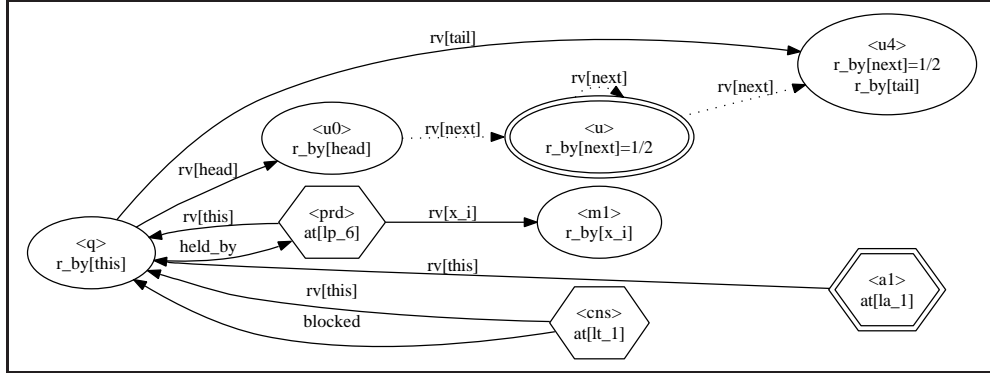 rv[tail]
<u4>
r_by[next]=1/2
r_by[tail]
rv[next]
rv[next]
<u0>
r_by[head]
rv[next]
<u>
r_by[next]=1/2
rv[head]
<prd>
at[lp_6]
rv[this]
rv[x_i]
<m1>
r_by[x_i]
<q>
r_by[this]
held_by
rv[this]
<a1>
at[la_1]
rv[this]
<cns>
at[lt_1]
blocked